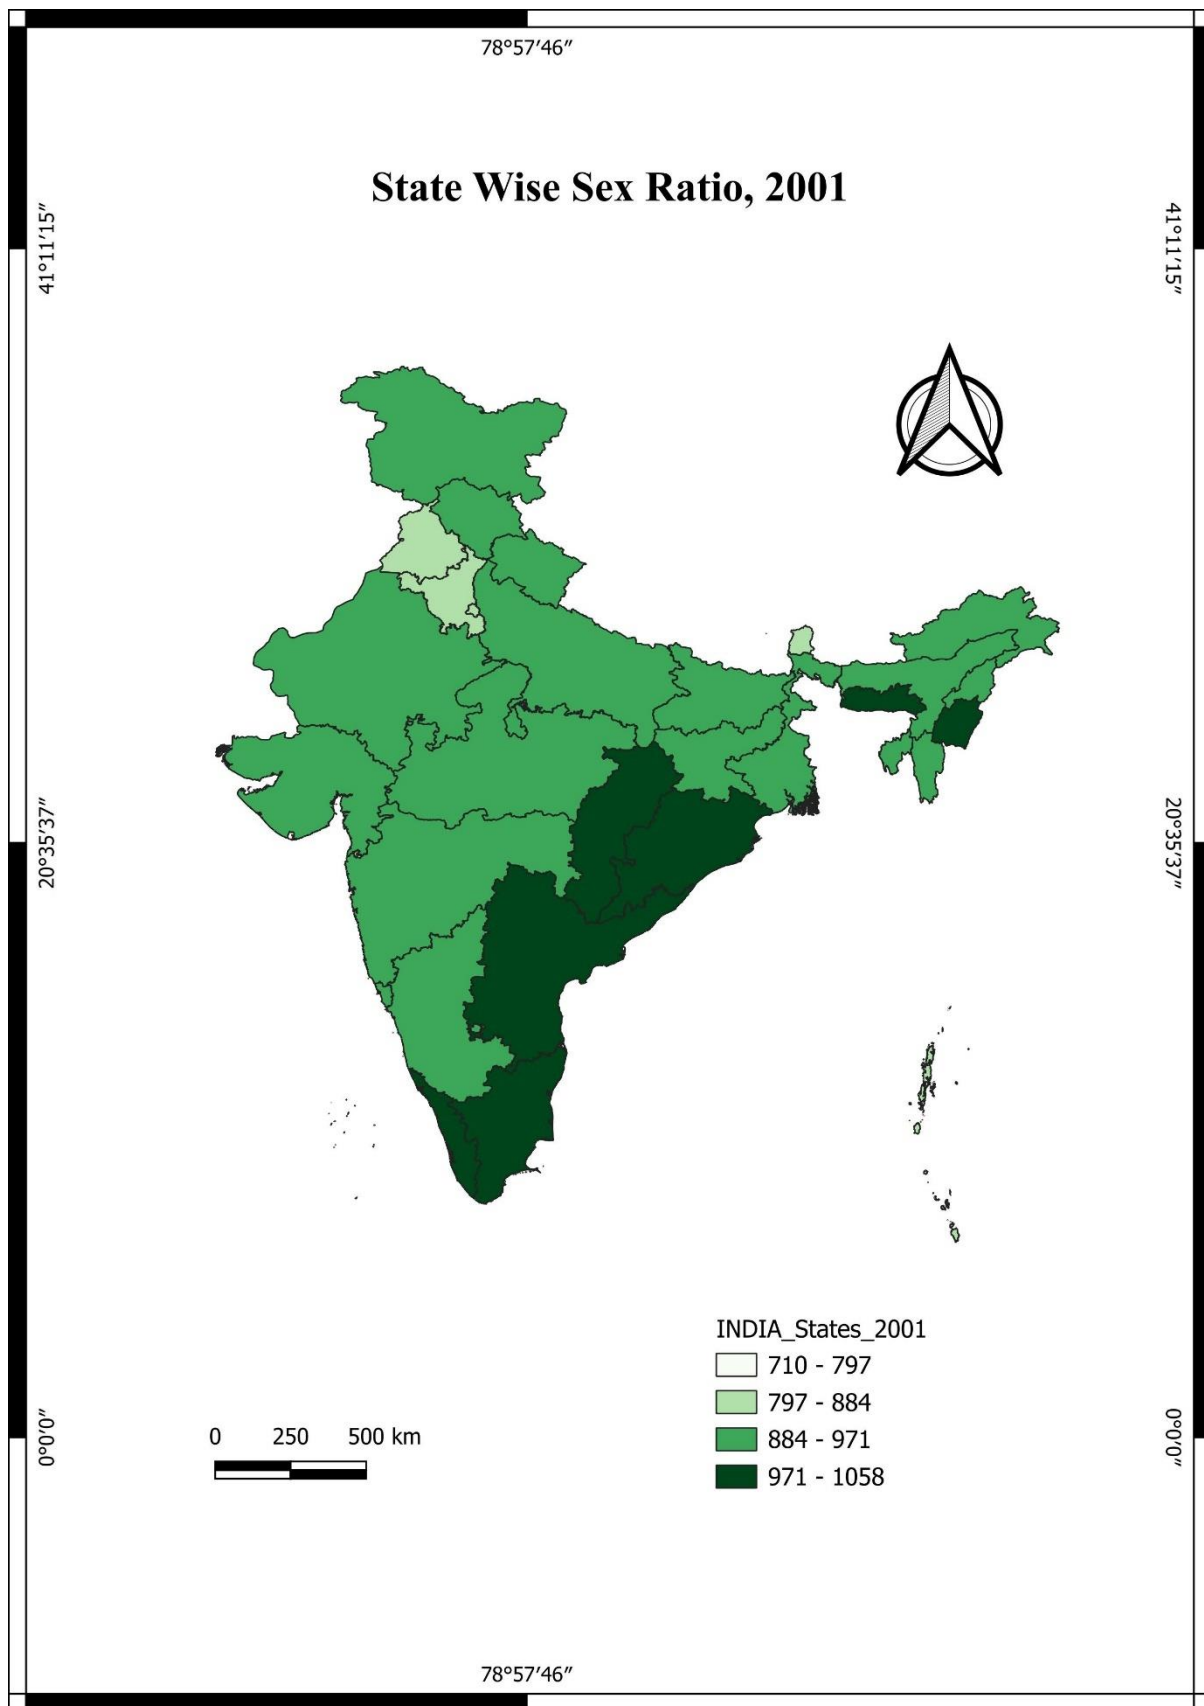 78°57′46″
State Wise Sex Ratio, 2001
41°11′15″
41°11′15″
20°35′37″
20°35′37″
INDIA_States_2001
710 - 797
797 - 884
884 - 971
971 - 1058
0 250 500 km
0°0′0″
0°0′0″
78°57′46″